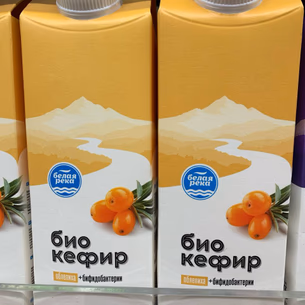 белая
река
био
кефир
облепиха +бифидобактерии
белая
река
био
кефир
облепиха +бифидобактерии